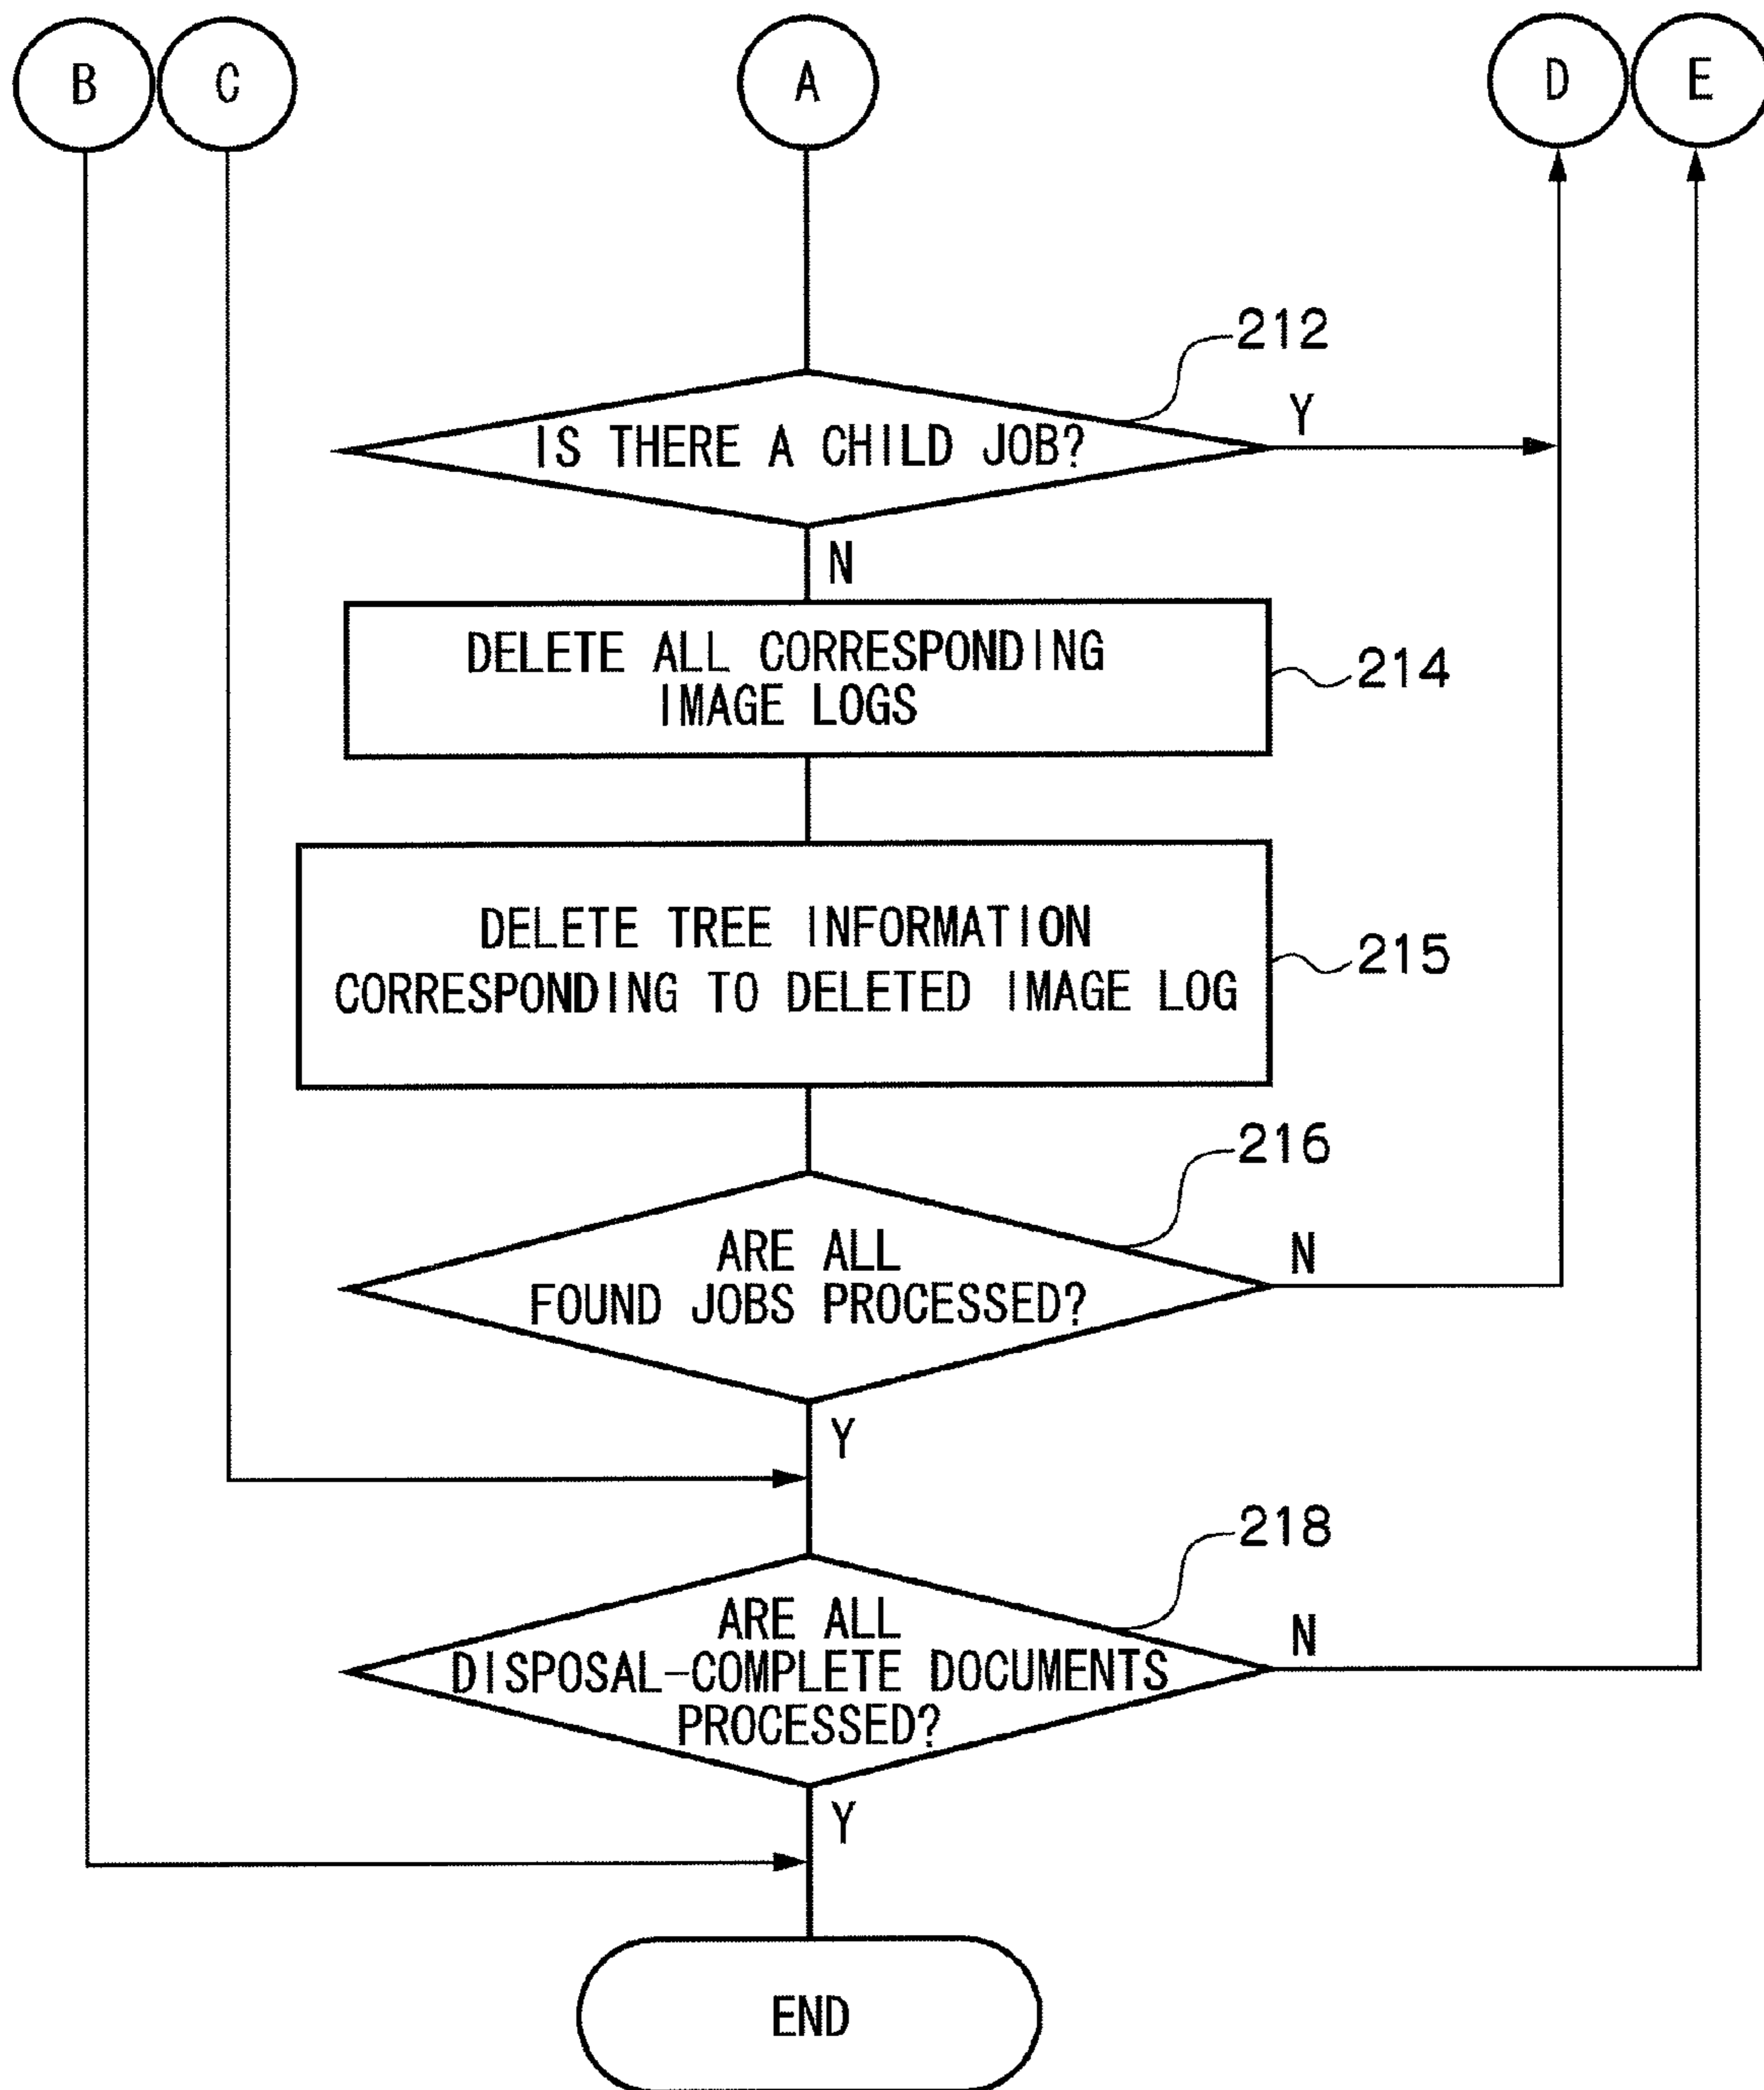 B
C
A
D
E
212
IS THERE A CHILD JOB?
Y
N
DELETE ALL CORRESPONDING
IMAGE LOGS
214
DELETE TREE INFORMATION
CORRESPONDING TO DELETED IMAGE LOG
215
216
ARE ALL
FOUND JOBS PROCESSED?
N
Y
218
ARE ALL
DISPOSAL-COMPLETE DOCUMENTS
PROCESSED?
N
Y
END